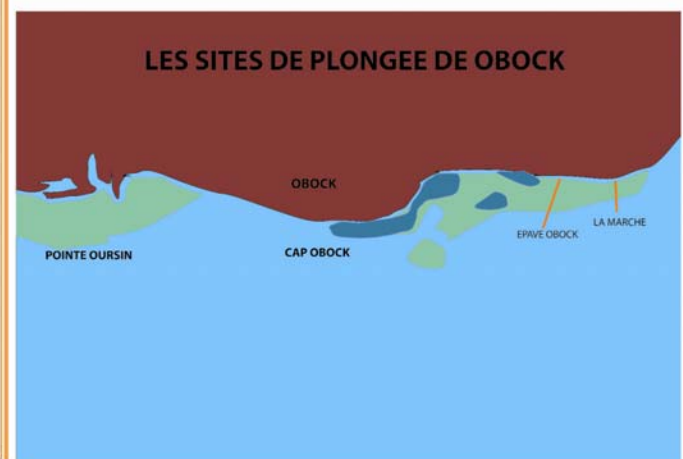 LES SITES DE PLONGEE DE OBOCK
OBOCK
LA MARCHE
EPAVE OBOCK
POINTE OURSIN
CAP OBOCK